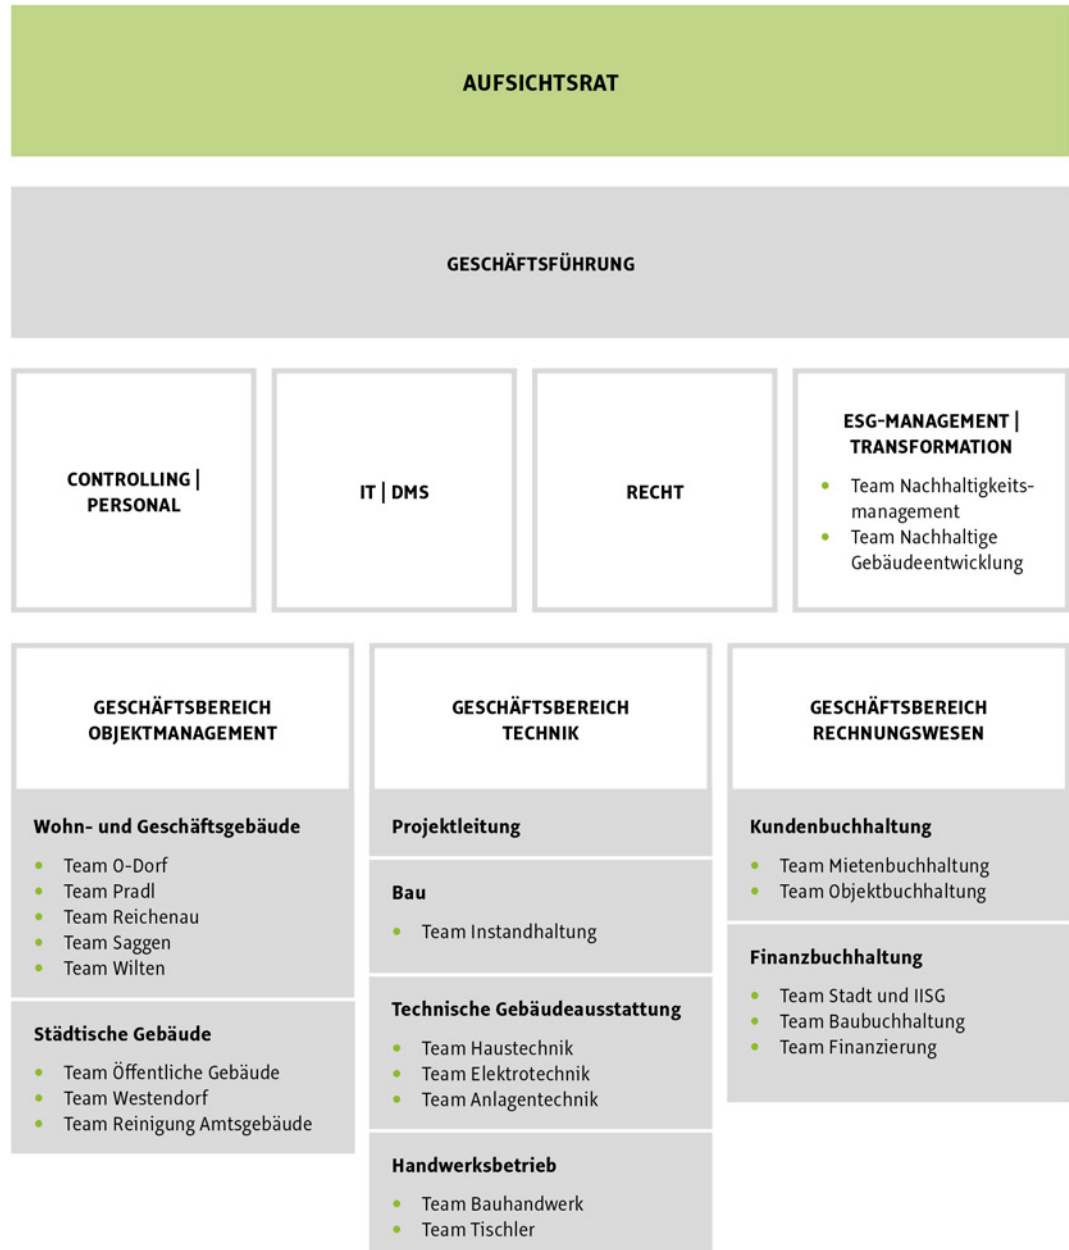 AUFSICHTSRAT
GESCHÄFTSFÜHRUNG
CONTROLLING |
PERSONAL
IT | DMS
RECHT
ESG-MANAGEMENT |
TRANSFORMATION
• Team Nachhaltigkeits-
management
• Team Nachhaltige
Gebäudeentwicklung
GESCHÄFTSBEREICH
OBJEKTMANAGEMENT
Wohn- und Geschäftsgebäude
• Team O-Dorf
• Team Pradl
• Team Reichenau
• Team Saggen
• Team Wilten
Städtische Gebäude
• Team Öffentliche Gebäude
• Team Westendorf
• Team Reinigung Amtsgebäude
GESCHÄFTSBEREICH
TECHNIK
Projektleitung
Bau
• Team Instandhaltung
Technische Gebäudeausstattung
• Team Haustechnik
• Team Elektrotechnik
• Team Anlagentechnik
Handwerksbetrieb
• Team Bauhandwerk
• Team Tischler
GESCHÄFTSBEREICH
RECHNUNGSWESEN
Kundenbuchhaltung
• Team Mietenbuchhaltung
• Team Objektbuchhaltung
Finanzbuchhaltung
• Team Stadt und IISG
• Team Baubuchhaltung
• Team Finanzierung